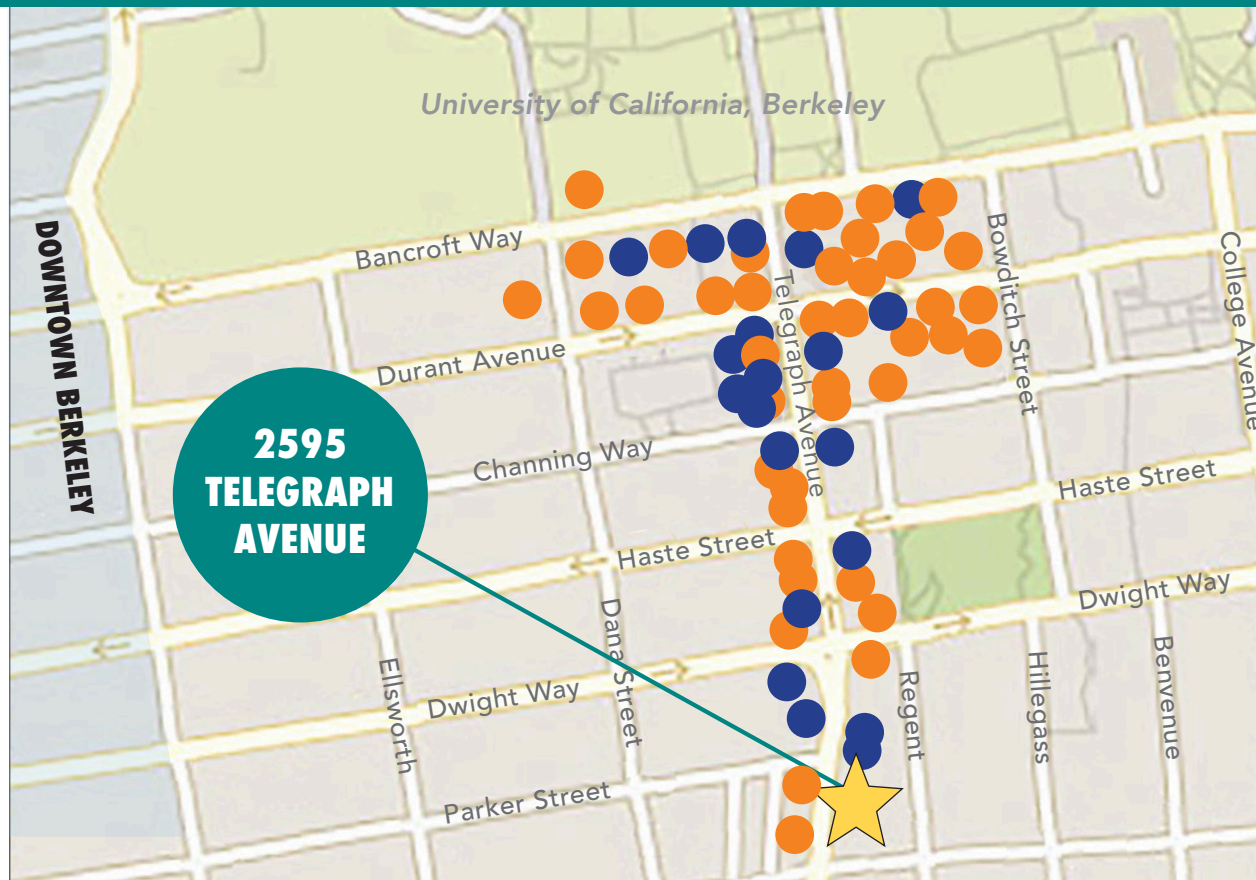 University of California, Berkeley
DOWNTOWN BERKELEY
Bancroft Way
Bowditch Street
College Avenue
Telegraph Avenue
Durant Avenue
2595
TELEGRAPH
AVENUE
Channing Way
Haste Street
Haste Street
Dwight Way
Dana Street
Ellsworth
Dwight Way
Regent
Hillegass
Benvenue
Parker Street